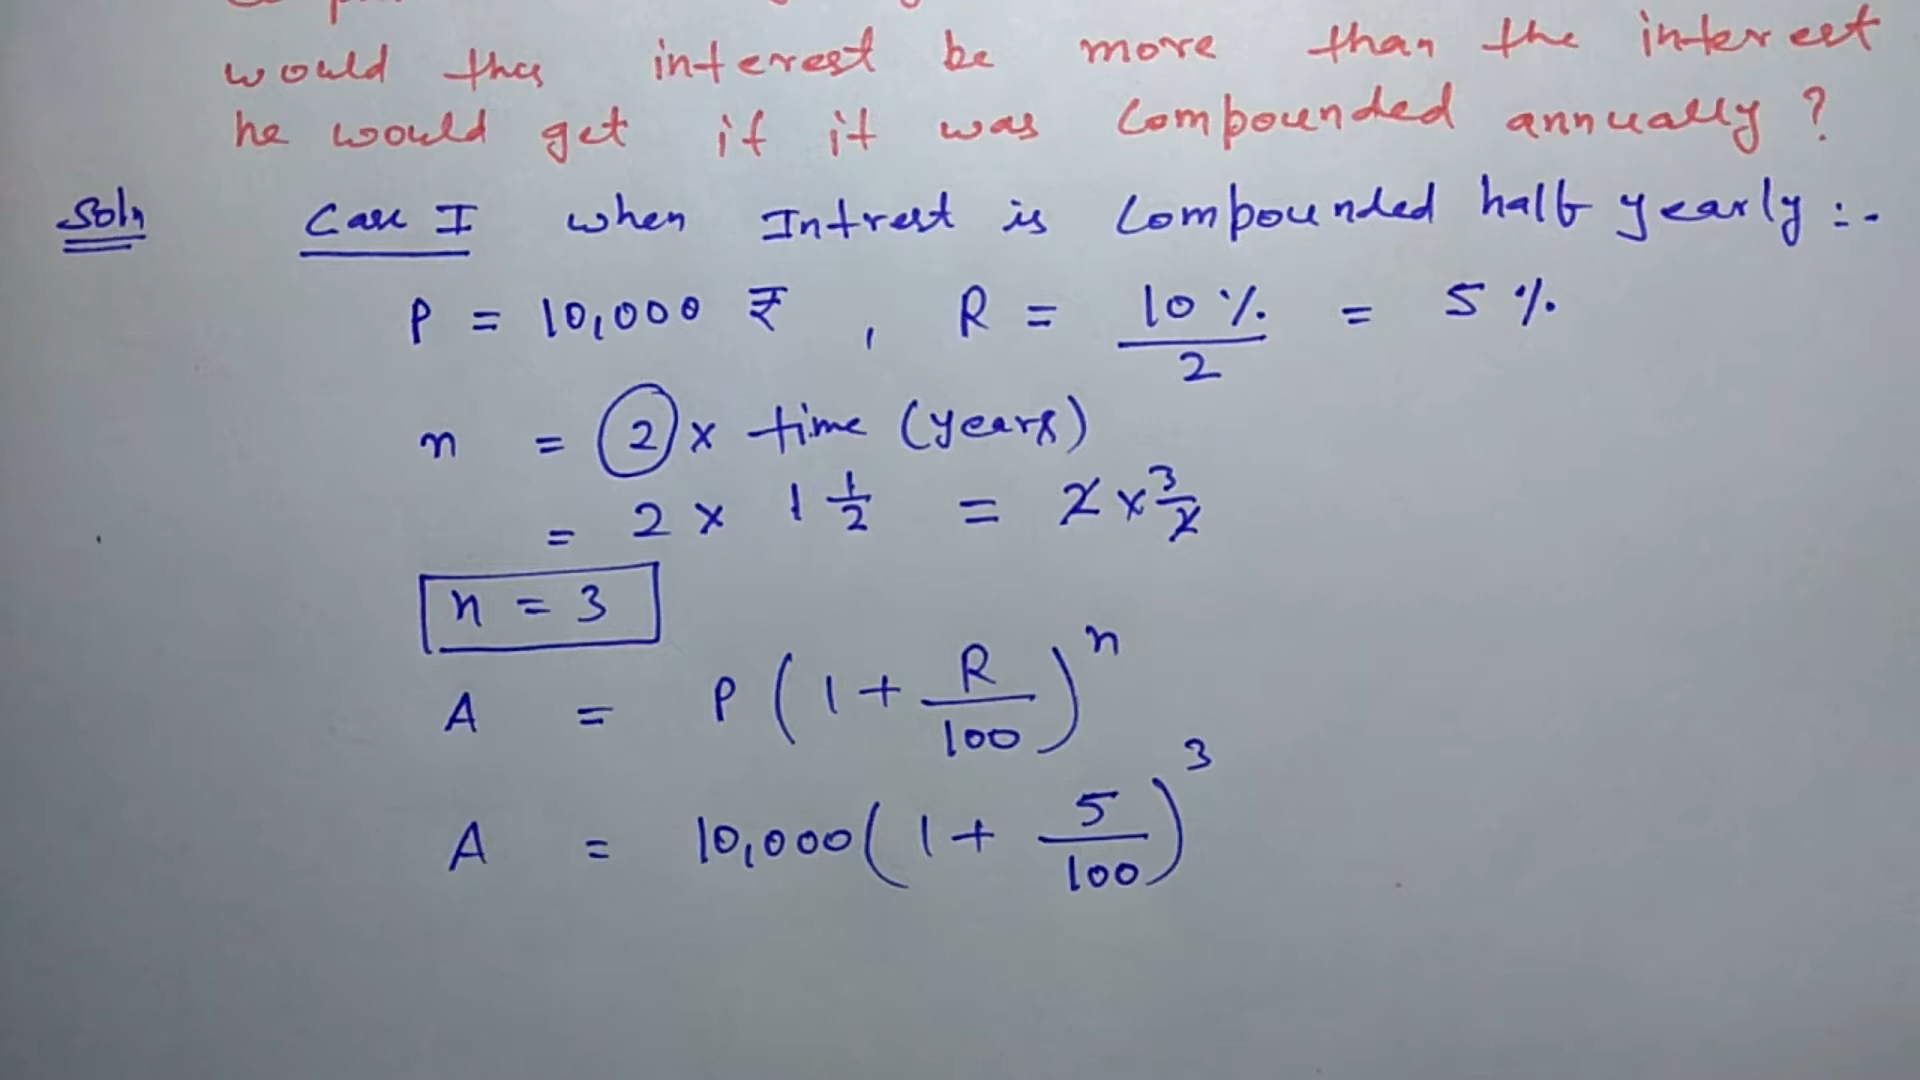 would this interest be more than the interest
he would get if it was compounded annually ?
Soln Case I when Intrest is compounded half yearly :-
P = 10,000 ₹ , R = 10 % / 2 = 5 %
n = 2 × time (years)
= 2 × 1 1/2 = 2 × 3/2
n = 3
A = P ( 1 + R/100 )^n
A = 10,000 ( 1 + 5/100 )^3